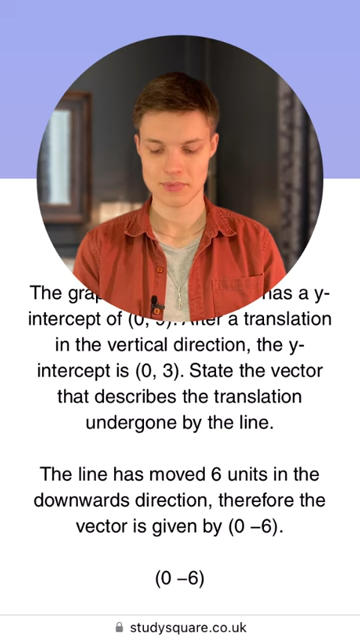 The has a y-
intercept of (0, 9). After a translation
in the vertical direction, the y-
intercept is (0, 3). State the vector
that describes the translation
undergone by the line.
The line has moved 6 units in the
downwards direction, therefore the
vector is given by (0 −6).
(0 −6)
studysquare.co.uk